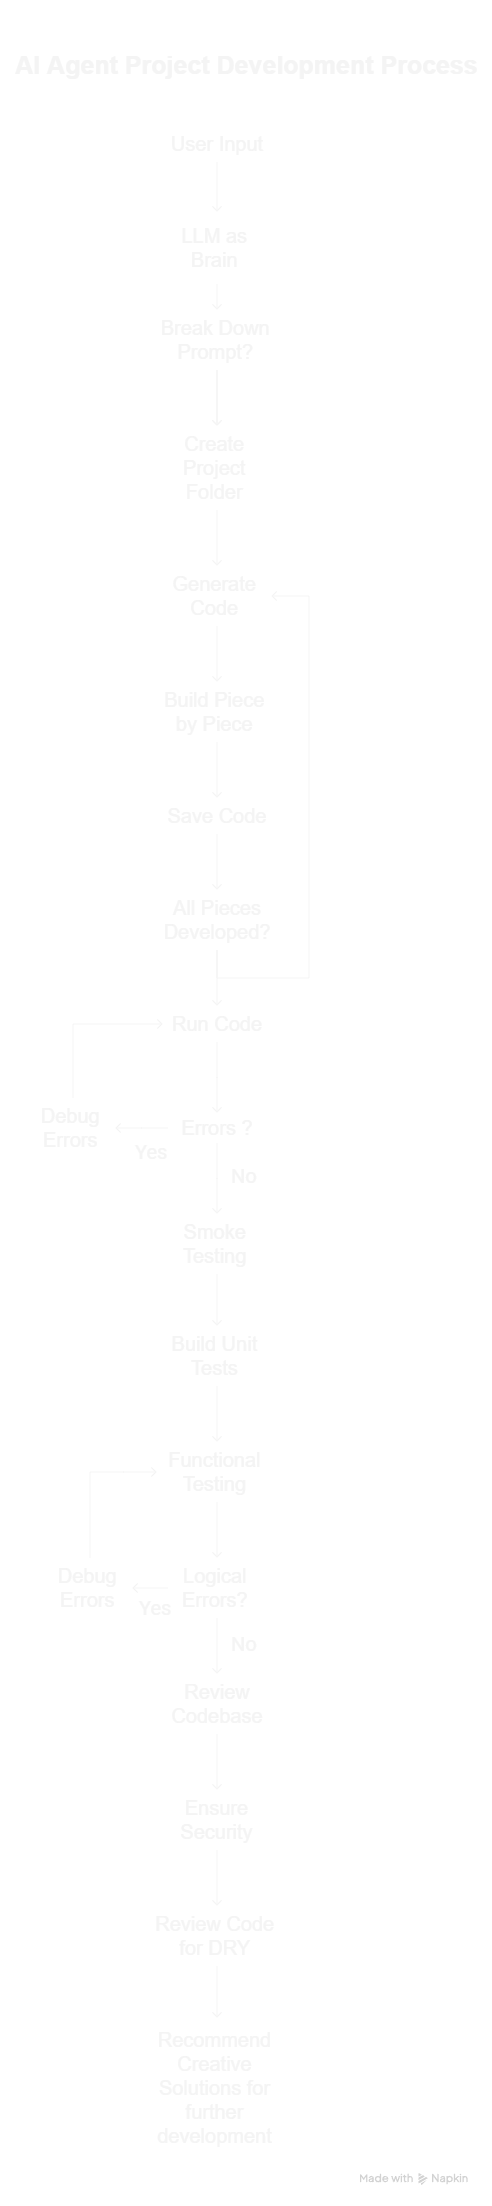 AI Agent Project Development Process
User Input
LLM as
Brain
Break Down
Prompt?
Create
Project
Folder
Generate
Code
Build Piece
by Piece
Save Code
All Pieces
Developed?
Run Code
Debug
Errors
Yes
Errors ?
No
Smoke
Testing
Build Unit
Tests
Functional
Testing
Debug
Errors
Yes
Logical
Errors?
No
Review
Codebase
Ensure
Security
Review Code
for DRY
Recommend
Creative
Solutions for
further
development
Made with Napkin